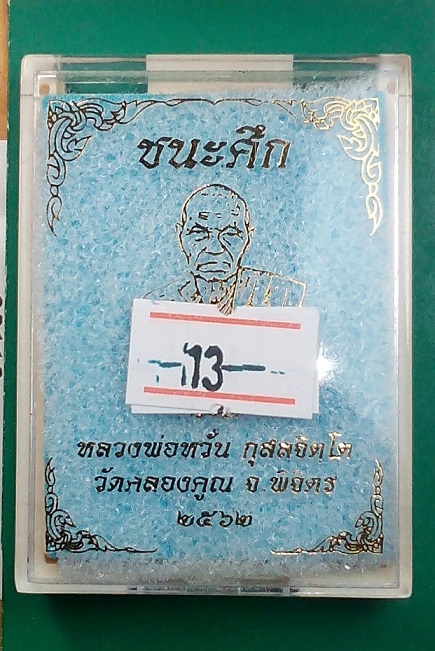 ชนะศึก
13
หลวงพ่อหวั่น กุสลจิตฺโต
วัดคลองคูณ จ.พิจิตร
๒๕๖๒